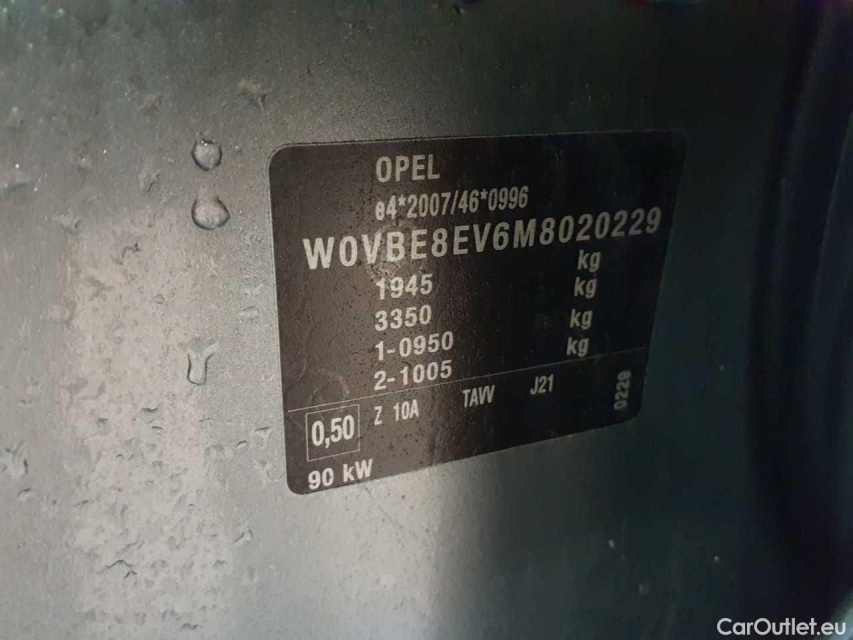 OPEL
e4*2007/46*0996
W0VBE8EV6M8020229
1945 kg
3350 kg
1-0950 kg
2-1005 kg
0,50 Z 10A TAVV J21 0229
90 kW
CarOutlet.eu